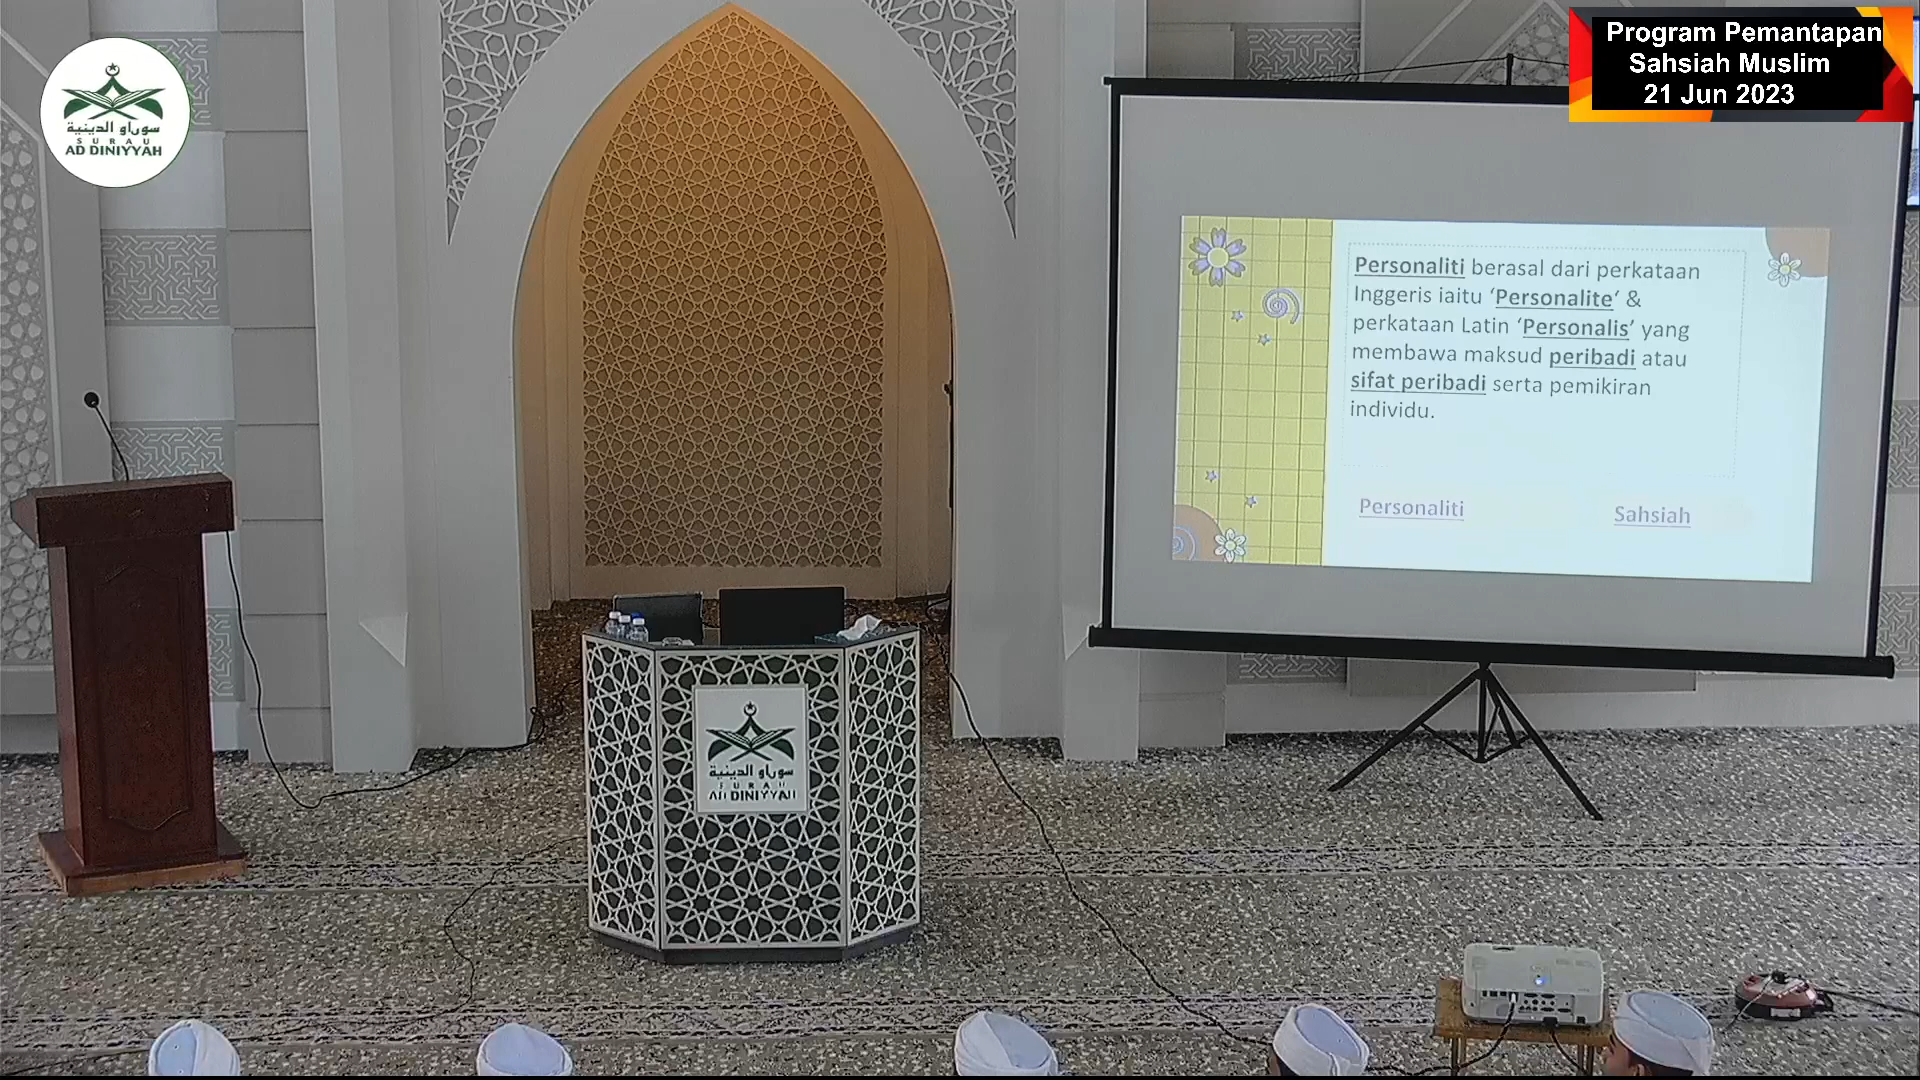 Program Pemantapan
Sahsiah Muslim
21 Jun 2023
سوراو الدينية
SURAU
AD DINIYYAH
Personaliti berasal dari perkataan
Inggeris iaitu ‘Personalite‘ &
perkataan Latin ‘Personalis’ yang
membawa maksud peribadi atau
sifat peribadi serta pemikiran
individu.
Personaliti
Sahsiah
سوراو الدينية
SURAU
AD DINIYYAH